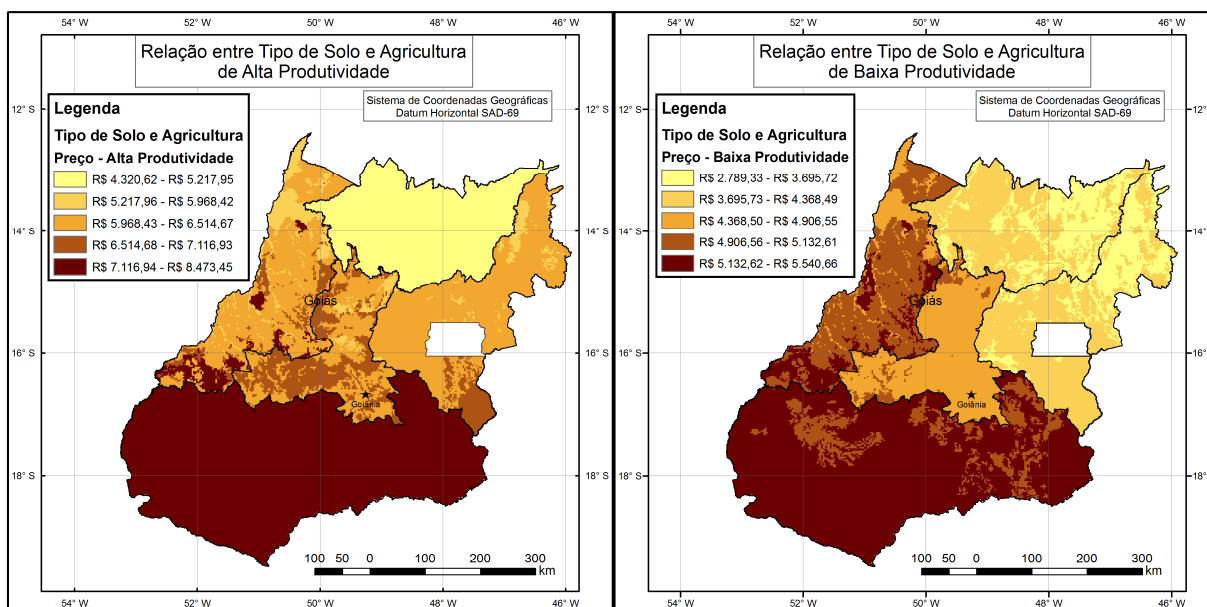 54° W 52° W 50° W 48° W 46° W
Relação entre Tipo de Solo e Agricultura
de Alta Produtividade
Sistema de Coordenadas Geográficas
Datum Horizontal SAD-69
Legenda
Tipo de Solo e Agricultura
Preço - Alta Produtividade
R$ 4.320,62 - R$ 5.217,95
R$ 5.217,96 - R$ 5.968,42
R$ 5.968,43 - R$ 6.514,67
R$ 6.514,68 - R$ 7.116,93
R$ 7.116,94 - R$ 8.473,45
12° S
14° S
16° S
18° S
Goiás
Goiânia
100 50 0 100 200 300
km
54° W 52° W 50° W 48° W 46° W
54° W 52° W 50° W 48° W 46° W
Relação entre Tipo de Solo e Agricultura
de Baixa Produtividade
Sistema de Coordenadas Geográficas
Datum Horizontal SAD-69
Legenda
Tipo de Solo e Agricultura
Preço - Baixa Produtividade
R$ 2.789,33 - R$ 3.695,72
R$ 3.695,73 - R$ 4.368,49
R$ 4.368,50 - R$ 4.906,55
R$ 4.906,56 - R$ 5.132,61
R$ 5.132,62 - R$ 5.540,66
12° S
14° S
16° S
18° S
Goiás
Goiânia
100 50 0 100 200 300
km
54° W 52° W 50° W 48° W 46° W